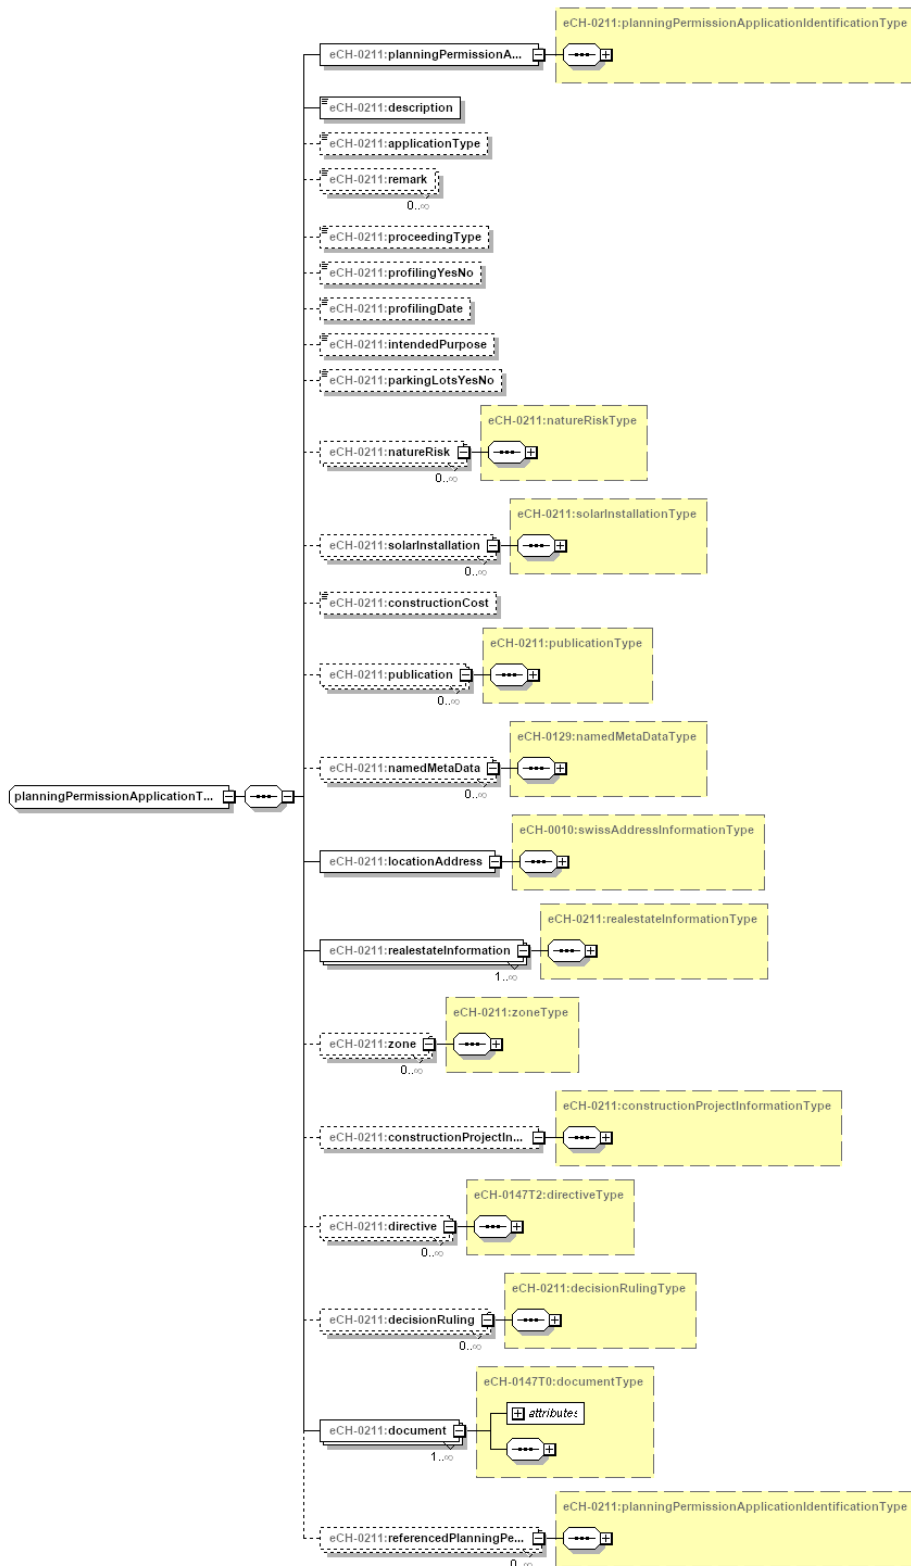 eCH-0211:planningPermissionApplicationIdentificationType
eCH-0211:planningPermissionA...
eCH-0211:description
eCH-0211:applicationType
eCH-0211:remark
0..∞
eCH-0211:proceedingType
eCH-0211:profilingYesNo
eCH-0211:profilingDate
eCH-0211:intendedPurpose
eCH-0211:parkingLotsYesNo
eCH-0211:natureRiskType
eCH-0211:natureRisk
0..∞
eCH-0211:solarInstallationType
eCH-0211:solarInstallation
0..∞
eCH-0211:constructionCost
eCH-0211:publicationType
eCH-0211:publication
0..∞
eCH-0129:namedMetaDataType
eCH-0211:namedMetaData
0..∞
planningPermissionApplicationT...
eCH-0010:swissAddressInformationType
eCH-0211:locationAddress
eCH-0211:realestateInformationType
eCH-0211:realestateInformation
1..∞
eCH-0211:zoneType
eCH-0211:zone
0..∞
eCH-0211:constructionProjectInformationType
eCH-0211:constructionProjectIn...
eCH-0147T2:directiveType
eCH-0211:directive
0..∞
eCH-0211:decisionRulingType
eCH-0211:decisionRuling
0..∞
eCH-0147T0:documentType
attributes
eCH-0211:document
1..∞
eCH-0211:planningPermissionApplicationIdentificationType
eCH-0211:referencedPlanningPe...
0..∞